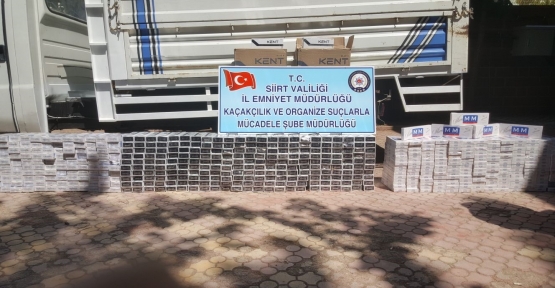 KENT KENT
T.C.
SİİRT VALİLİĞİ
İL EMNİYET MÜDÜRLÜĞÜ
KAÇAKÇILIK VE ORGANİZE SUÇLARLA
MÜCADELE ŞUBE MÜDÜRLÜĞÜ
MM MM MM MM